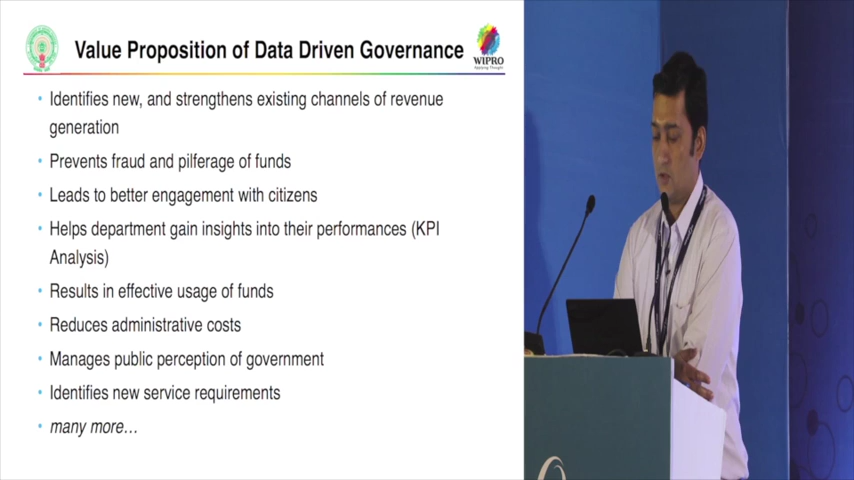 Value Proposition of Data Driven Governance
WIPRO
Applying Thought
• Identifies new, and strengthens existing channels of revenue
generation
• Prevents fraud and pilferage of funds
• Leads to better engagement with citizens
• Helps department gain insights into their performances (KPI
Analysis)
• Results in effective usage of funds
• Reduces administrative costs
• Manages public perception of government
• Identifies new service requirements
• many more…